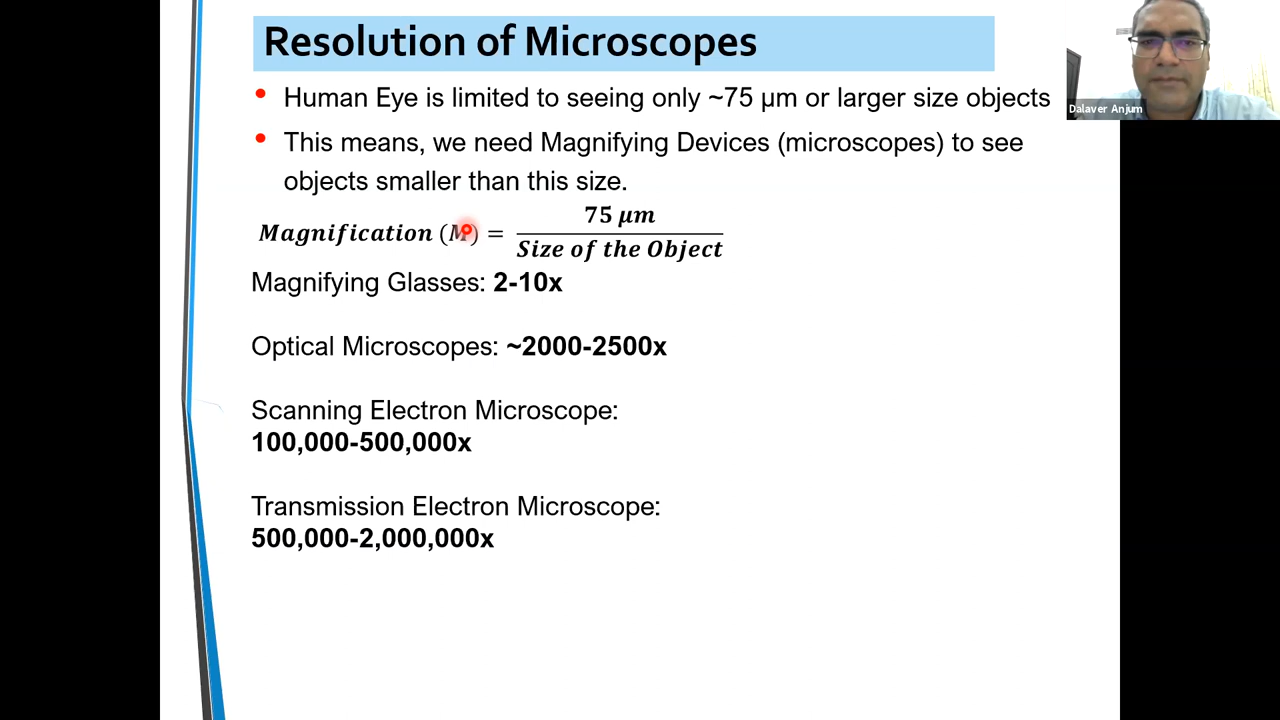 Resolution of Microscopes
• Human Eye is limited to seeing only ~75 µm or larger size objects
• This means, we need Magnifying Devices (microscopes) to see
objects smaller than this size.
Magnification (M) = 75 µm / Size of the Object
Magnifying Glasses: 2-10x
Optical Microscopes: ~2000-2500x
Scanning Electron Microscope:
100,000-500,000x
Transmission Electron Microscope:
500,000-2,000,000x
Dalaver Anjum